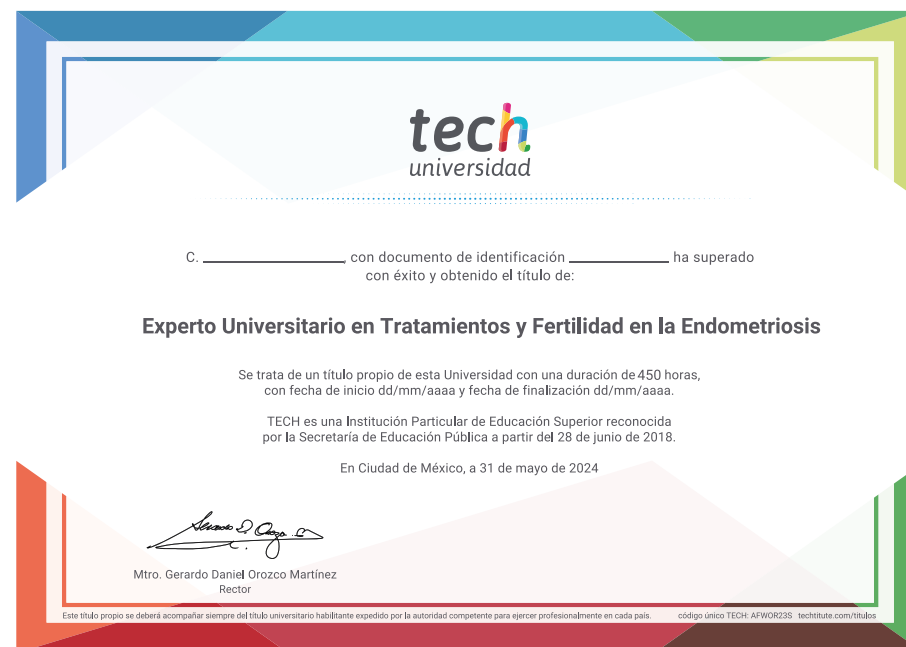 tech
universidad
C. ____________, con documento de identificación ____________ ha superado
con éxito y obtenido el título de:
Experto Universitario en Tratamientos y Fertilidad en la Endometriosis
Se trata de un título propio de esta Universidad con una duración de 450 horas,
con fecha de inicio dd/mm/aaaa y fecha de finalización dd/mm/aaaa.
TECH es una Institución Particular de Educación Superior reconocida
por la Secretaría de Educación Pública a partir del 28 de junio de 2018.
En Ciudad de México, a 31 de mayo de 2024
Mtro. Gerardo Daniel Orozco Martínez
Rector
Este título propio se deberá acompañar siempre del título universitario habilitante expedido por la autoridad competente para ejercer profesionalmente en cada país. código único TECH: AFWOR23S techtitute.com/titulos